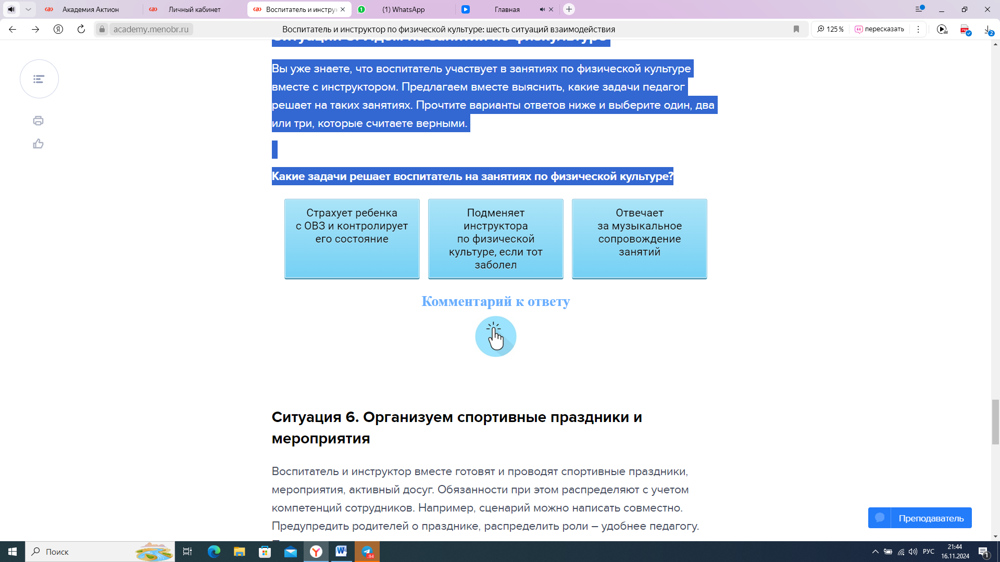 Академия Актион
Личный кабинет
Воспитатель и инстру
(1) WhatsApp
Главная
academy.menobr.ru
Воспитатель и инструктор по физической культуре: шесть ситуаций взаимодействия
125 %
пересказать
2
Вы уже знаете, что воспитатель участвует в занятиях по физической культуре
вместе с инструктором. Предлагаем вместе выяснить, какие задачи педагог
решает на таких занятиях. Прочтите варианты ответов ниже и выберите один, два
или три, которые считаете верными.
Какие задачи решает воспитатель на занятиях по физической культуре?
Страхует ребенка
с ОВЗ и контролирует
его состояние
Подменяет
инструктора
по физической
культуре, если тот
заболел
Отвечает
за музыкальное
сопровождение
занятий
Комментарий к ответу
Ситуация 6. Организуем спортивные праздники и
мероприятия
Воспитатель и инструктор вместе готовят и проводят спортивные праздники,
мероприятия, активный досуг. Обязанности при этом распределяют с учетом
компетенций сотрудников. Например, сценарий можно написать совместно.
Предупредить родителей о празднике, распределить роли – удобнее педагогу.
Преподаватель
Поиск
94
РУС
21:44
16.11.2024
1